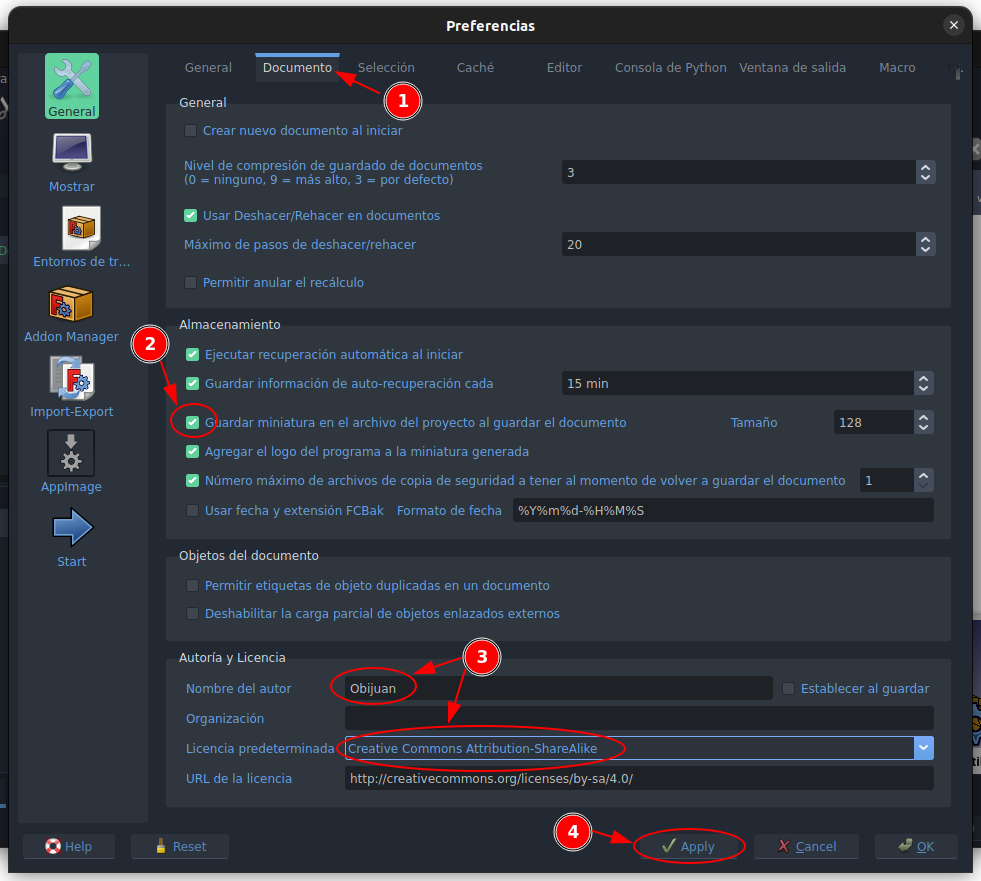 Preferencias
General
Documento
Selección
Caché
Editor
Consola de Python
Ventana de salida
Macro
1
General
Mostrar
Entornos de tr...
Addon Manager
Import-Export
AppImage
Start
General
Crear nuevo documento al iniciar
Nivel de compresión de guardado de documentos
(0 = ninguno, 9 = más alto, 3 = por defecto)
3
Usar Deshacer/Rehacer en documentos
Máximo de pasos de deshacer/rehacer
20
Permitir anular el recálculo
Almacenamiento
2
Ejecutar recuperación automática al iniciar
Guardar información de auto-recuperación cada
15 min
Guardar miniatura en el archivo del proyecto al guardar el documento
Tamaño
128
Agregar el logo del programa a la miniatura generada
Número máximo de archivos de copia de seguridad a tener al momento de volver a guardar el documento
1
Usar fecha y extensión FCBak
Formato de fecha
%Y%m%d-%H%M%S
Objetos del documento
Permitir etiquetas de objeto duplicadas en un documento
Deshabilitar la carga parcial de objetos enlazados externos
Autoría y Licencia
3
Nombre del autor
Obijuan
Establecer al guardar
Organización
Licencia predeterminada
Creative Commons Attribution-ShareAlike
URL de la licencia
http://creativecommons.org/licenses/by-sa/4.0/
4
Help
Reset
Apply
Cancel
OK